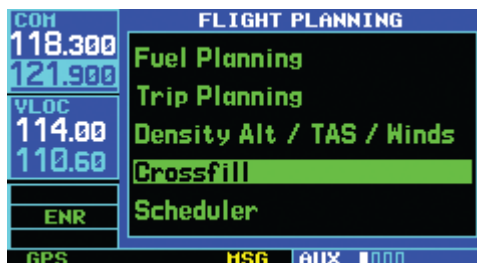 COM
118.300
121.900
VLOC
114.00
110.60
ENR
FLIGHT PLANNING
Fuel Planning
Trip Planning
Density Alt / TAS / Winds
Crossfill
Scheduler
GPS MSG AUX